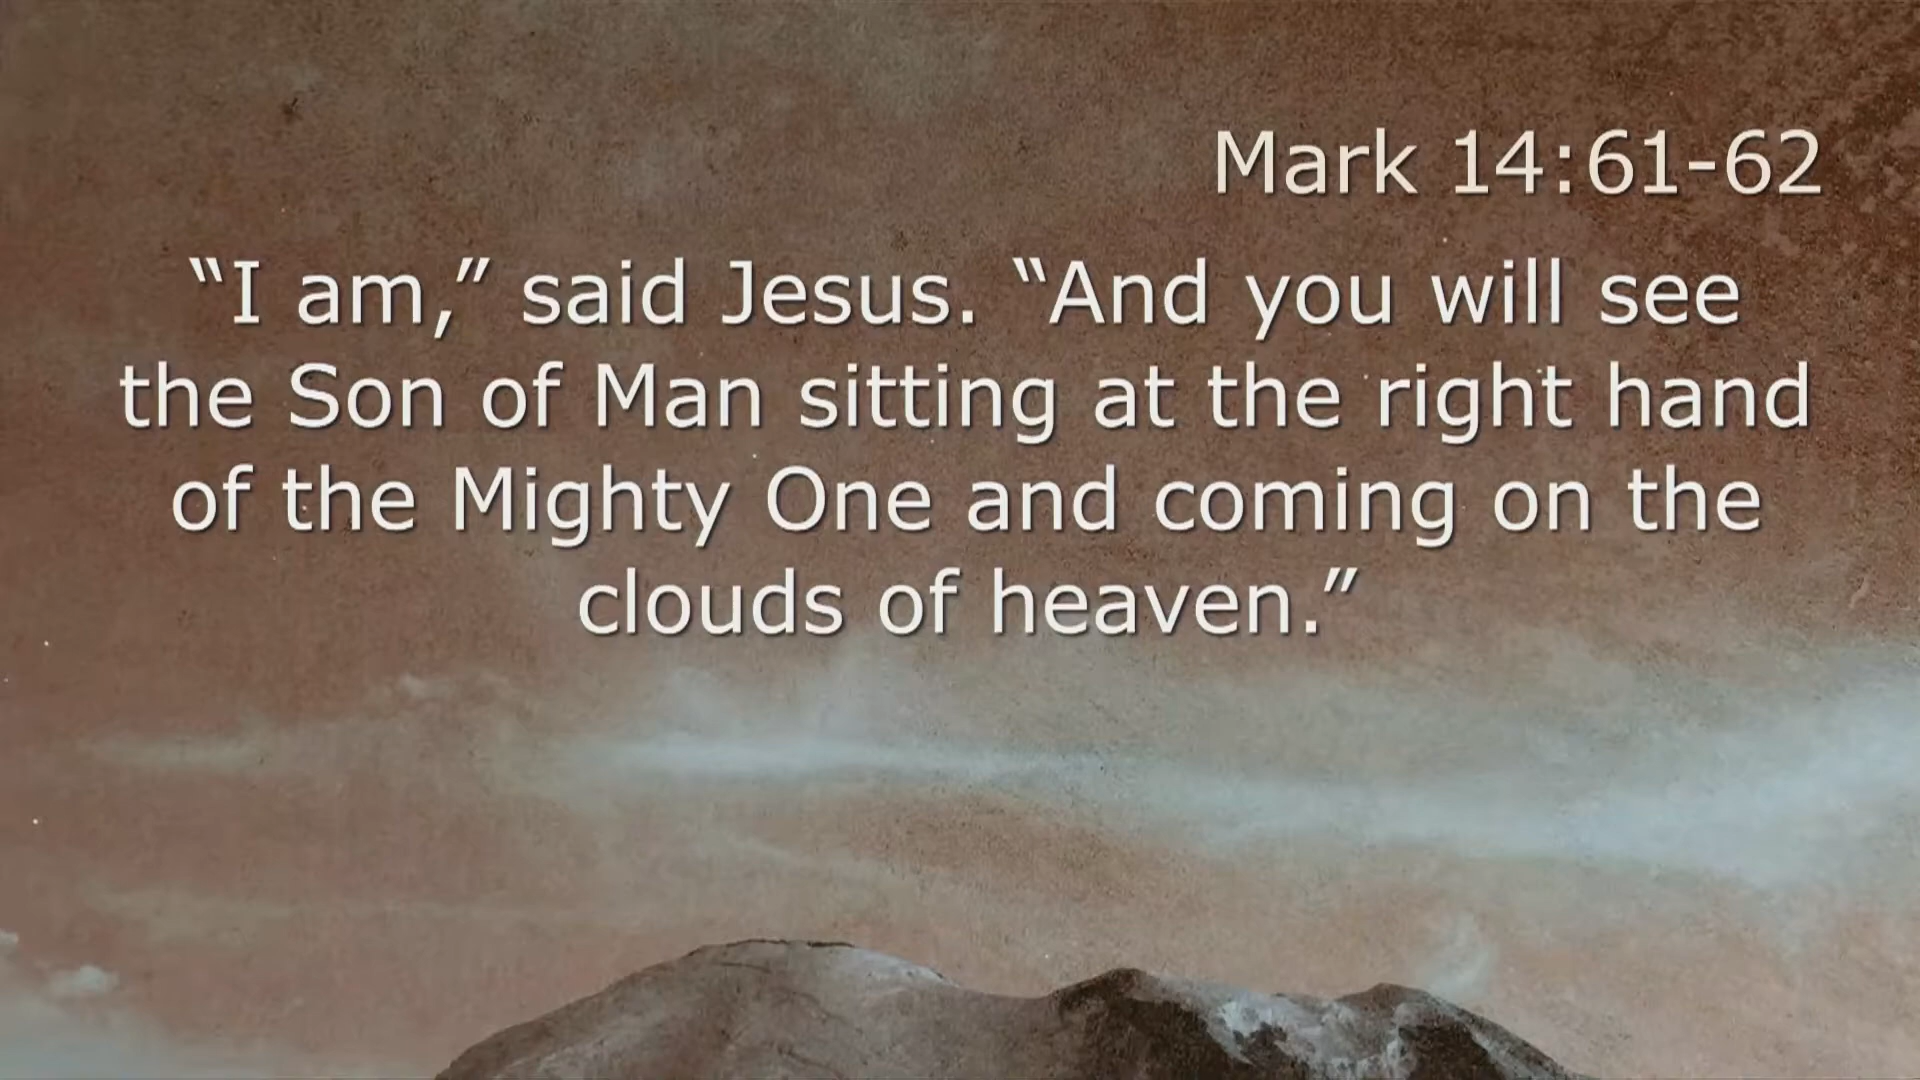 Mark 14:61-62
“I am,” said Jesus. “And you will see
the Son of Man sitting at the right hand
of the Mighty One and coming on the
clouds of heaven.”